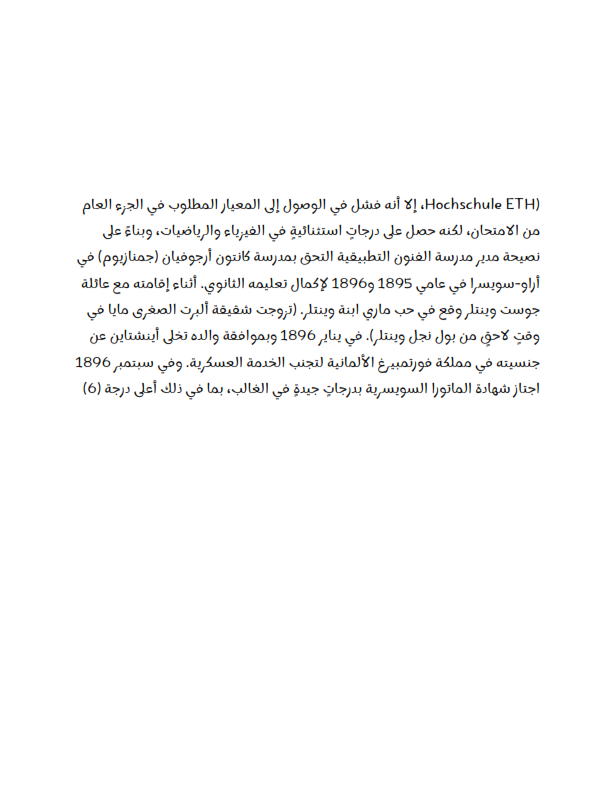 (Hochschule ETH، إلا أنه فشل في الوصول إلى المعيار المطلوب في الجزء العام
من الامتحان، لكنه حصل على درجاتٍ استثنائيةٍ في الفيزياء والرياضيات، وبناءً على
نصيحة مدير مدرسة الفنون التطبيقية التحق بمدرسة كانتون أرجوفيان (جمنازيوم) في
أراو-سويسرا في عامي 1895 و1896 لإكمال تعليمه الثانوي. أثناء إقامته مع عائلة
جوست وينتلر وقع في حب ماري ابنة وينتلر. (تزوجت شقيقة ألبرت الصغرى مايا في
وقتٍ لاحقٍ من بول نجل وينتلر). في يناير 1896 وبموافقة والده تخلى أينشتاين عن
جنسيته في مملكة فورتمبيرغ الألمانية لتجنب الخدمة العسكرية. وفي سبتمبر 1896
اجتاز شهادة الماتورا السويسرية بدرجاتٍ جيدةٍ في الغالب، بما في ذلك أعلى درجة (6)